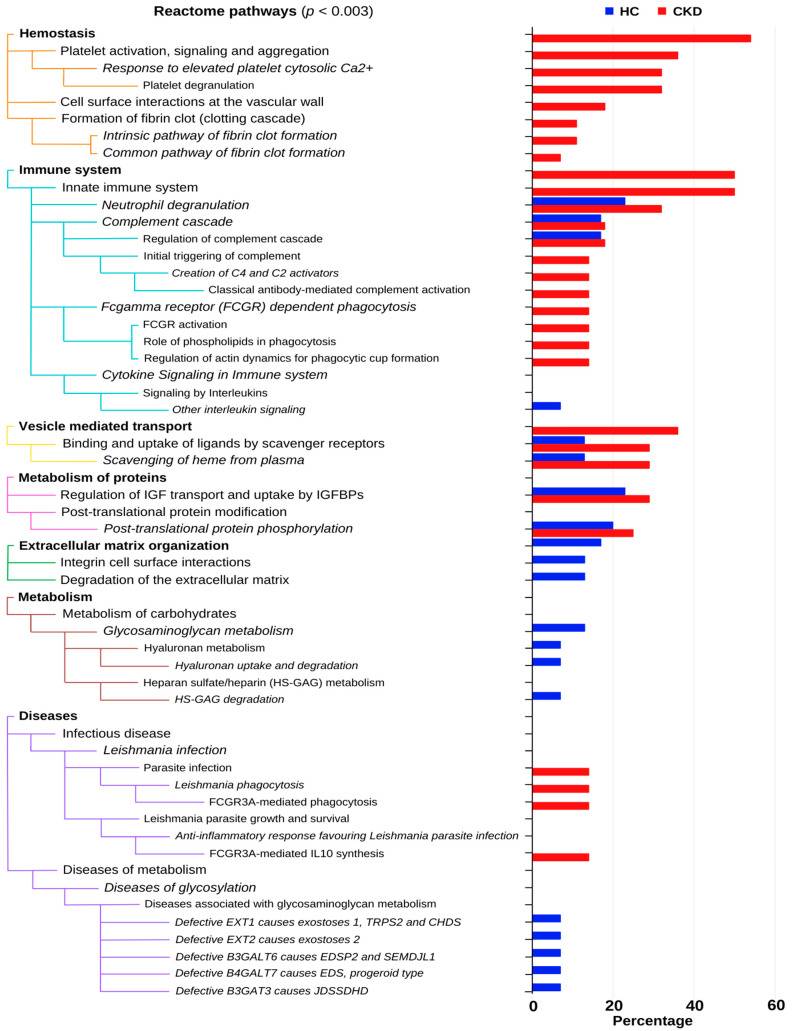 Reactome pathways (p < 0.003)
HC CKD
Hemostasis
Platelet activation, signaling and aggregation
Response to elevated platelet cytosolic Ca2+
Platelet degranulation
Cell surface interactions at the vascular wall
Formation of fibrin clot (clotting cascade)
Intrinsic pathway of fibrin clot formation
Common pathway of fibrin clot formation
Immune system
Innate immune system
Neutrophil degranulation
Complement cascade
Regulation of complement cascade
Initial triggering of complement
Creation of C4 and C2 activators
Classical antibody-mediated complement activation
Fcgamma receptor (FCGR) dependent phagocytosis
FCGR activation
Role of phospholipids in phagocytosis
Regulation of actin dynamics for phagocytic cup formation
Cytokine Signaling in Immune system
Signaling by Interleukins
Other interleukin signaling
Vesicle mediated transport
Binding and uptake of ligands by scavenger receptors
Scavenging of heme from plasma
Metabolism of proteins
Regulation of IGF transport and uptake by IGFBPs
Post-translational protein modification
Post-translational protein phosphorylation
Extracellular matrix organization
Integrin cell surface interactions
Degradation of the extracellular matrix
Metabolism
Metabolism of carbohydrates
Glycosaminoglycan metabolism
Hyaluronan metabolism
Hyaluronan uptake and degradation
Heparan sulfate/heparin (HS-GAG) metabolism
HS-GAG degradation
Diseases
Infectious disease
Leishmania infection
Parasite infection
Leishmania phagocytosis
FCGR3A-mediated phagocytosis
Leishmania parasite growth and survival
Anti-inflammatory response favouring Leishmania parasite infection
FCGR3A-mediated IL10 synthesis
Diseases of metabolism
Diseases of glycosylation
Diseases associated with glycosaminoglycan metabolism
Defective EXT1 causes exostoses 1, TRPS2 and CHDS
Defective EXT2 causes exostoses 2
Defective B3GALT6 causes EDSP2 and SEMDJL1
Defective B4GALT7 causes EDS, progeroid type
Defective B3GAT3 causes JDSSDHD
0 20 40 60
Percentage